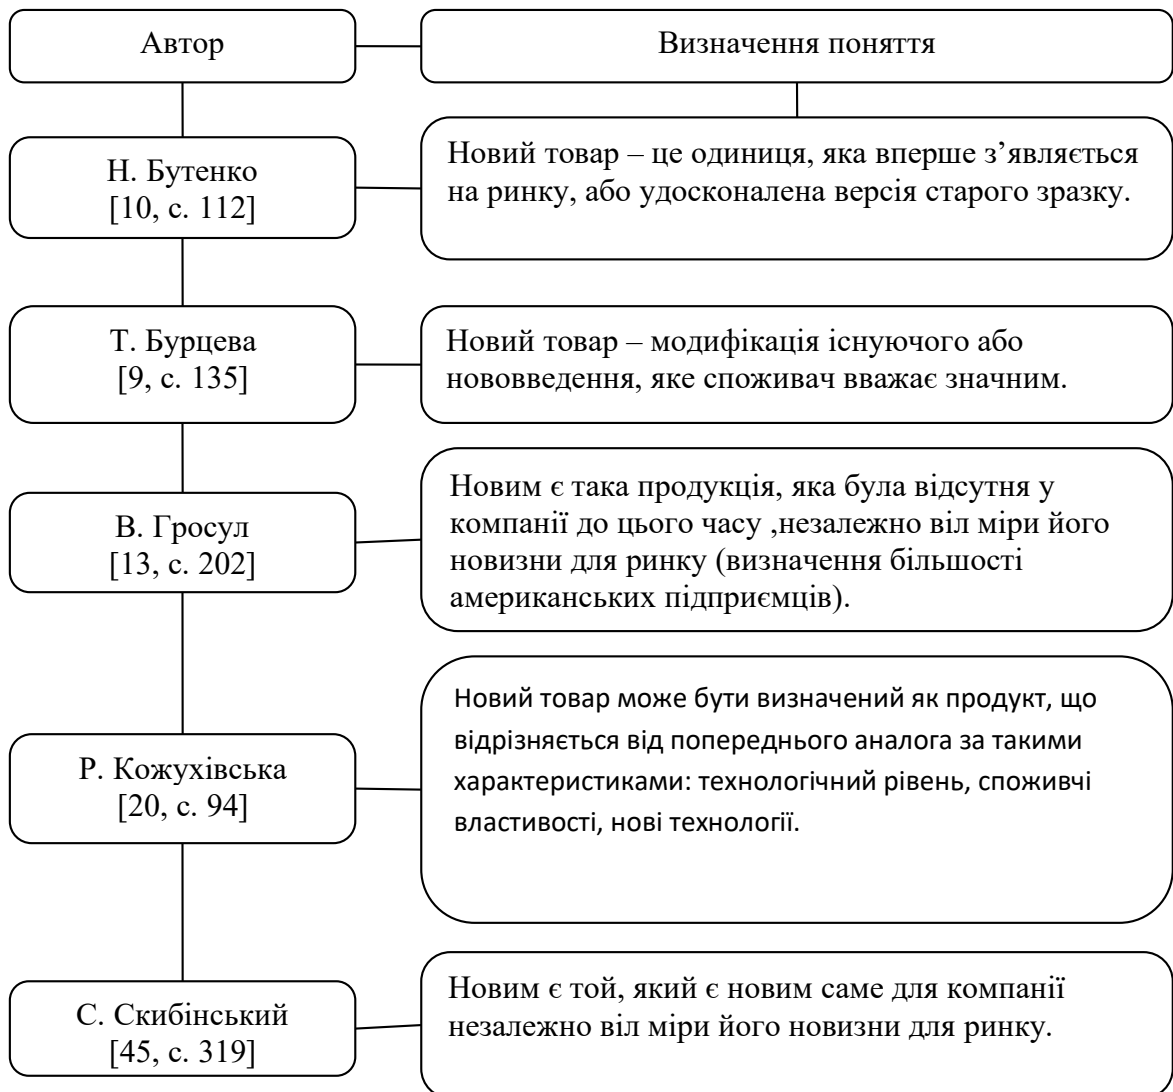 Автор
Визначення поняття
Н. Бутенко
[10, с. 112]
Новий товар – це одиниця, яка вперше з’являється
на ринку, або удосконалена версія старого зразку.
Т. Бурцева
[9, с. 135]
Новий товар – модифікація існуючого або
нововведення, яке споживач вважає значним.
В. Гросул
[13, с. 202]
Новим є така продукція, яка була відсутня у
компанії до цього часу ,незалежно віл міри його
новизни для ринку (визначення більшості
американських підприємців).
Р. Кожухівська
[20, с. 94]
Новий товар може бути визначений як продукт, що
відрізняється від попереднього аналога за такими
характеристиками: технологічний рівень, споживчі
властивості, нові технології.
С. Скибінський
[45, с. 319]
Новим є той, який є новим саме для компанії
незалежно віл міри його новизни для ринку.